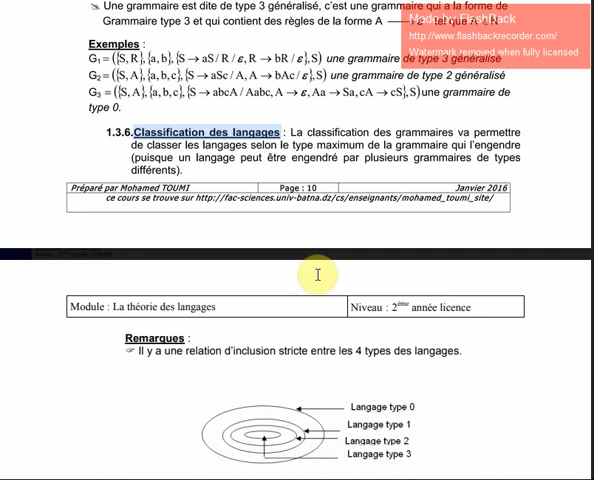 Une grammaire est dite de type 3 généralisé, c'est une grammaire qui a la forme de
Grammaire type 3 et qui contient des règles de la forme A → tel que A ∈ N
Made by FlashBack
http://www.flashbackrecorder.com/
Watermark removed when fully licensed
Exemples :
G₁ = ({S, R}, {a, b}, {S → aS / R / ε, R → bR / ε}, S) une grammaire de type 3 généralisé
G₂ = ({S, A}, {a, b, c}, {S → aSc / A, A → bAc / ε}, S) une grammaire de type 2 généralisé
G₃ = ({S, A}, {a, b, c}, {S → abcA / Aabc, A → ε, Aa → Sa, cA → cS}, S) une grammaire de
type 0.
1.3.6.Classification des langages : La classification des grammaires va permettre
de classer les langages selon le type maximum de la grammaire qui l'engendre
(puisque un langage peut être engendré par plusieurs grammaires de types
différents).
Préparé par Mohamed TOUMI Page : 10 Janvier 2016
ce cours se trouve sur http://fac-sciences.univ-batna.dz/cs/enseignants/mohamed_toumi_site/
Module : La théorie des langages Niveau : 2ème année licence
Remarques :
☞ Il y a une relation d'inclusion stricte entre les 4 types des langages.
Langage type 0
Langage type 1
Langage type 2
Langage type 3